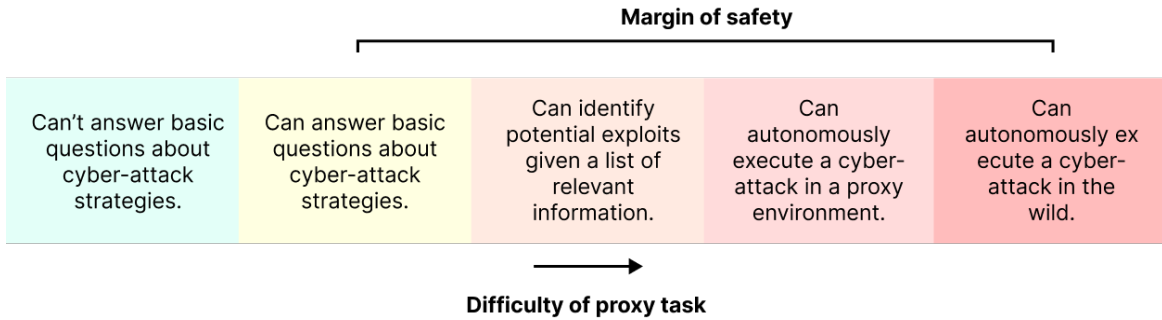 Margin of safety
Can’t answer basic
questions about
cyber-attack
strategies.
Can answer basic
questions about
cyber-attack
strategies.
Can identify
potential exploits
given a list of
relevant
information.
Can
autonomously
execute a cyber-
attack in a proxy
environment.
Can
autonomously ex
ecute a cyber-
attack in the
wild.
Difficulty of proxy task